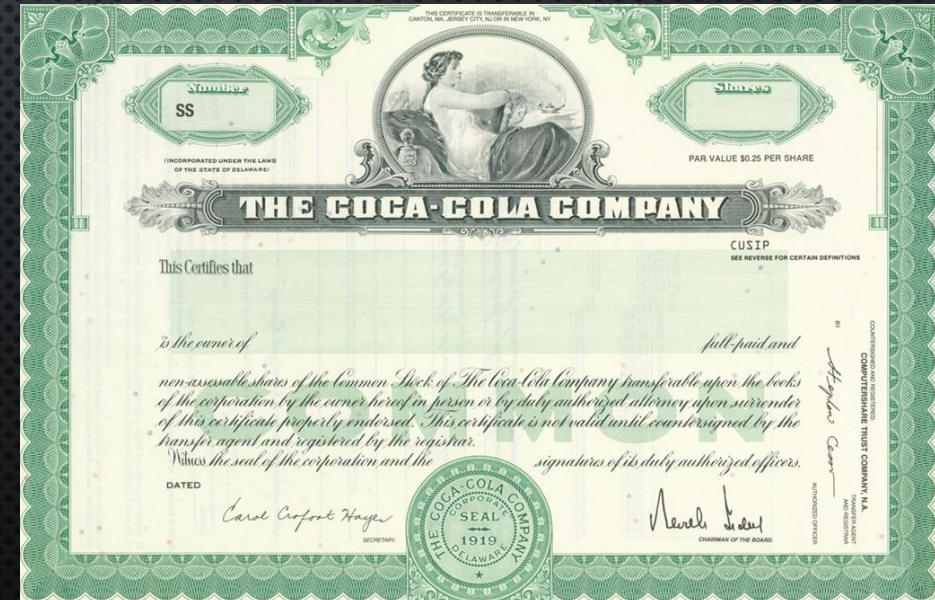 THIS CERTIFICATE IS TRANSFERABLE IN
CANTON, MA, JERSEY CITY, NJ OR IN NEW YORK, NY
Number
SS
Shares
(INCORPORATED UNDER THE LAWS
OF THE STATE OF DELAWARE)
PAR VALUE $0.25 PER SHARE
THE COCA-COLA COMPANY
CUSIP
SEE REVERSE FOR CERTAIN DEFINITIONS
This Certifies that
is the owner of
full-paid and
non-assessable shares of the Common Stock of The Coca-Cola Company transferable upon the books
of the corporation by the owner hereof in person or by duly authorized attorney upon surrender
of this certificate properly endorsed. This certificate is not valid until countersigned by the
transfer agent and registered by the registrar.
Witness the seal of the corporation and the signatures of its duly authorized officers.
COMMON
DATED
Carol Crofoot Hayes
SECRETARY.
THE COCA-COLA COMPANY
CORPORATE
SEAL
1919
DELAWARE
CHAIRMAN OF THE BOARD.
COUNTERSIGNED AND REGISTERED:
COMPUTERSHARE TRUST COMPANY, N.A.
TRANSFER AGENT
AND REGISTRAR
BY
AUTHORIZED OFFICER